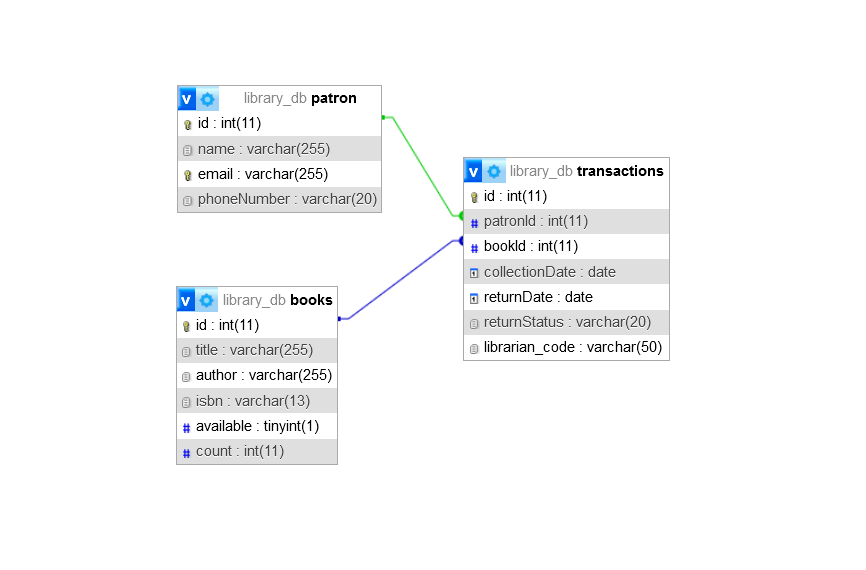 v library_db patron
id : int(11)
name : varchar(255)
email : varchar(255)
phoneNumber : varchar(20)
v library_db transactions
id : int(11)
# patronId : int(11)
# bookId : int(11)
collectionDate : date
returnDate : date
returnStatus : varchar(20)
librarian_code : varchar(50)
v library_db books
id : int(11)
title : varchar(255)
author : varchar(255)
isbn : varchar(13)
# available : tinyint(1)
# count : int(11)